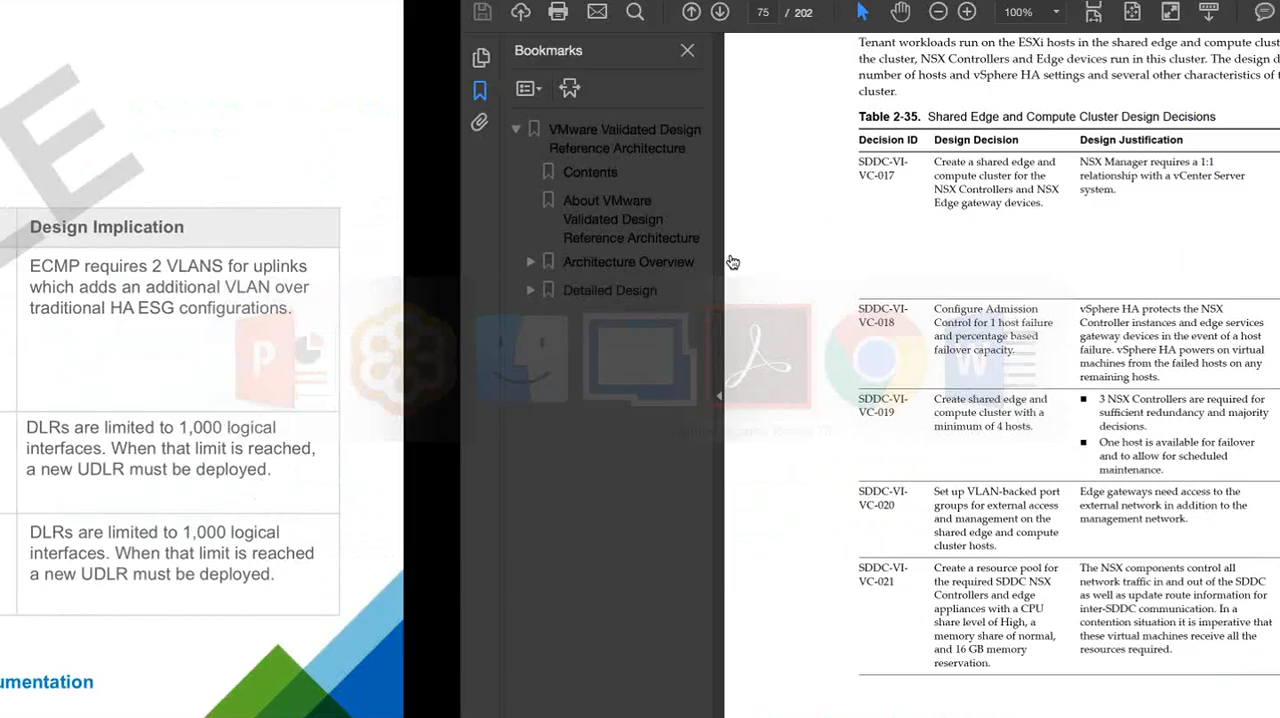 E
Design Implication
ECMP requires 2 VLANS for uplinks
which adds an additional VLAN over
traditional HA ESG configurations.
DLRs are limited to 1,000 logical
interfaces. When that limit is reached,
a new UDLR must be deployed.
DLRs are limited to 1,000 logical
interfaces. When that limit is reached
a new UDLR must be deployed.
umentation
75 / 202
100%
Bookmarks
VMware Validated Design
Reference Architecture
Contents
About VMware
Validated Design
Reference Architecture
Architecture Overview
Detailed Design
P
W
Tenant workloads run on the ESXi hosts in the shared edge and compute clust
the cluster, NSX Controllers and Edge devices run in this cluster. The design d
number of hosts and vSphere HA settings and several other characteristics of t
cluster.
Table 2-35. Shared Edge and Compute Cluster Design Decisions
Decision ID Design Decision Design Justification
SDDC-VI-
VC-017
Create a shared edge and
compute cluster for the
NSX Controllers and NSX
Edge gateway devices.
NSX Manager requires a 1:1
relationship with a vCenter Server
system.
SDDC-VI-
VC-018
Configure Admission
Control for 1 host failure
and percentage based
failover capacity.
vSphere HA protects the NSX
Controller instances and edge services
gateway devices in the event of a host
failure. vSphere HA powers on virtual
machines from the failed hosts on any
remaining hosts.
SDDC-VI-
VC-019
Create shared edge and
compute cluster with a
minimum of 4 hosts.
■ 3 NSX Controllers are required for
sufficient redundancy and majority
decisions.
■ One host is available for failover
and to allow for scheduled
maintenance.
SDDC-VI-
VC-020
Set up VLAN-backed port
groups for external access
and management on the
shared edge and compute
cluster hosts.
Edge gateways need access to the
external network in addition to the
management network.
SDDC-VI-
VC-021
Create a resource pool for
the required SDDC NSX
Controllers and edge
appliances with a CPU
share level of High, a
memory share of normal,
and 16 GB memory
reservation.
The NSX components control all
network traffic in and out of the SDDC
as well as update route information for
inter-SDDC communication. In a
contention situation it is imperative that
these virtual machines receive all the
resources required.